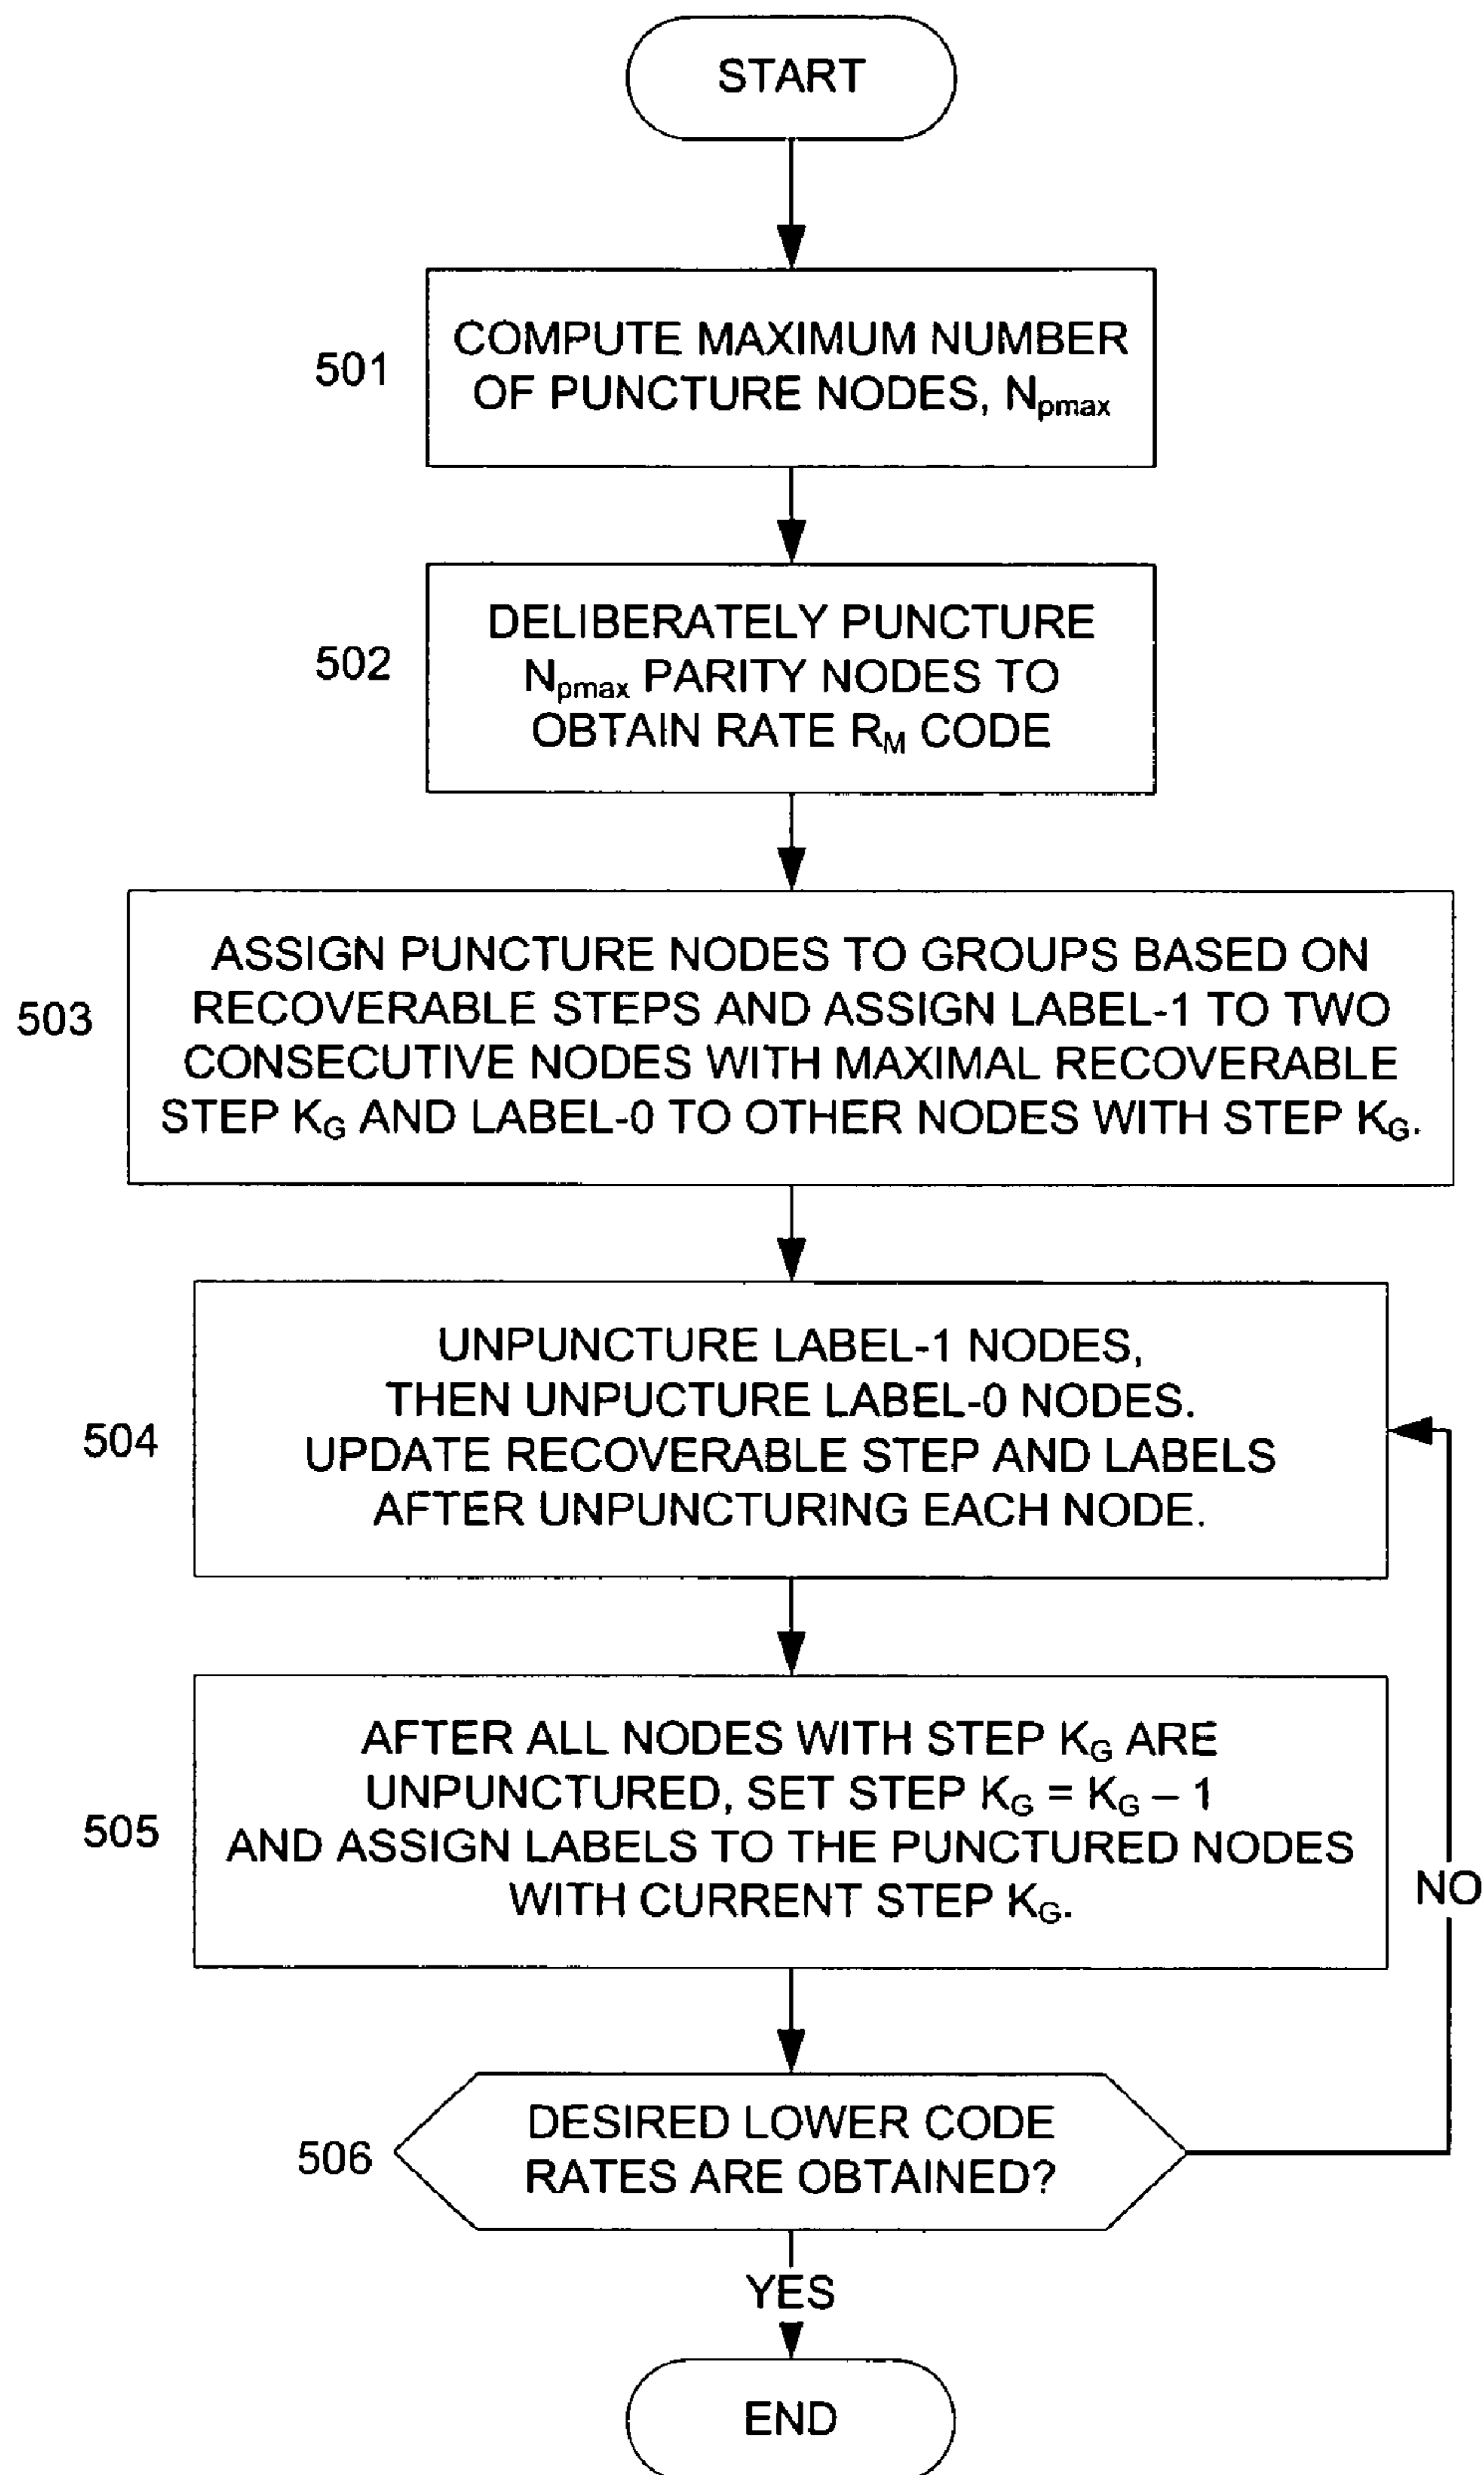 START
501
COMPUTE MAXIMUM NUMBER
OF PUNCTURE NODES, Npmax
502
DELIBERATELY PUNCTURE
Npmax PARITY NODES TO
OBTAIN RATE RM CODE
503
ASSIGN PUNCTURE NODES TO GROUPS BASED ON
RECOVERABLE STEPS AND ASSIGN LABEL-1 TO TWO
CONSECUTIVE NODES WITH MAXIMAL RECOVERABLE
STEP KG AND LABEL-0 TO OTHER NODES WITH STEP KG.
504
UNPUNCTURE LABEL-1 NODES,
THEN UNPUCTURE LABEL-0 NODES.
UPDATE RECOVERABLE STEP AND LABELS
AFTER UNPUNCTURING EACH NODE.
505
AFTER ALL NODES WITH STEP KG ARE
UNPUNCTURED, SET STEP KG = KG – 1
AND ASSIGN LABELS TO THE PUNCTURED NODES
WITH CURRENT STEP KG.
NO
506
DESIRED LOWER CODE
RATES ARE OBTAINED?
YES
END